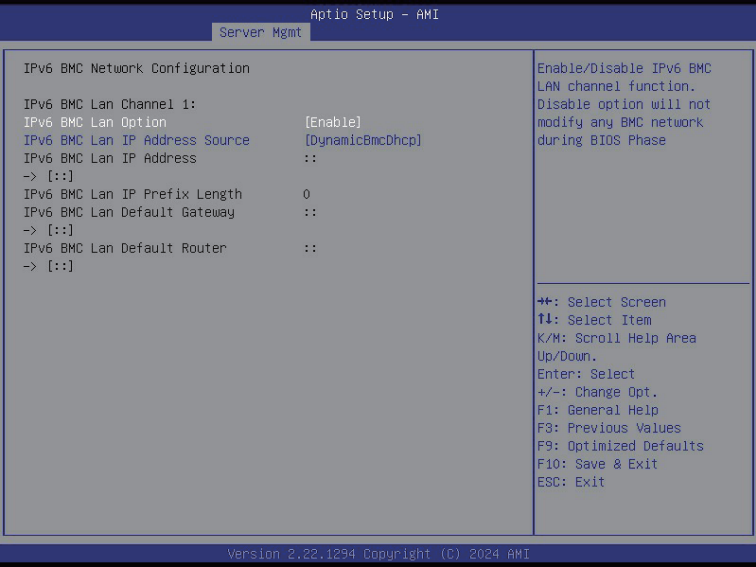 Aptio Setup - AMI
Server Mgmt
IPv6 BMC Network Configuration
IPv6 BMC Lan Channel 1:
IPv6 BMC Lan Option [Enable]
IPv6 BMC Lan IP Address Source [DynamicBmcDhcp]
IPv6 BMC Lan IP Address ::
-> [::]
IPv6 BMC Lan IP Prefix Length 0
IPv6 BMC Lan Default Gateway ::
-> [::]
IPv6 BMC Lan Default Router ::
-> [::]
Enable/Disable IPv6 BMC
LAN channel function.
Disable option will not
modify any BMC network
during BIOS Phase
→←: Select Screen
↑↓: Select Item
K/M: Scroll Help Area
Up/Down.
Enter: Select
+/-: Change Opt.
F1: General Help
F3: Previous Values
F9: Optimized Defaults
F10: Save & Exit
ESC: Exit
Version 2.22.1294 Copyright (C) 2024 AMI